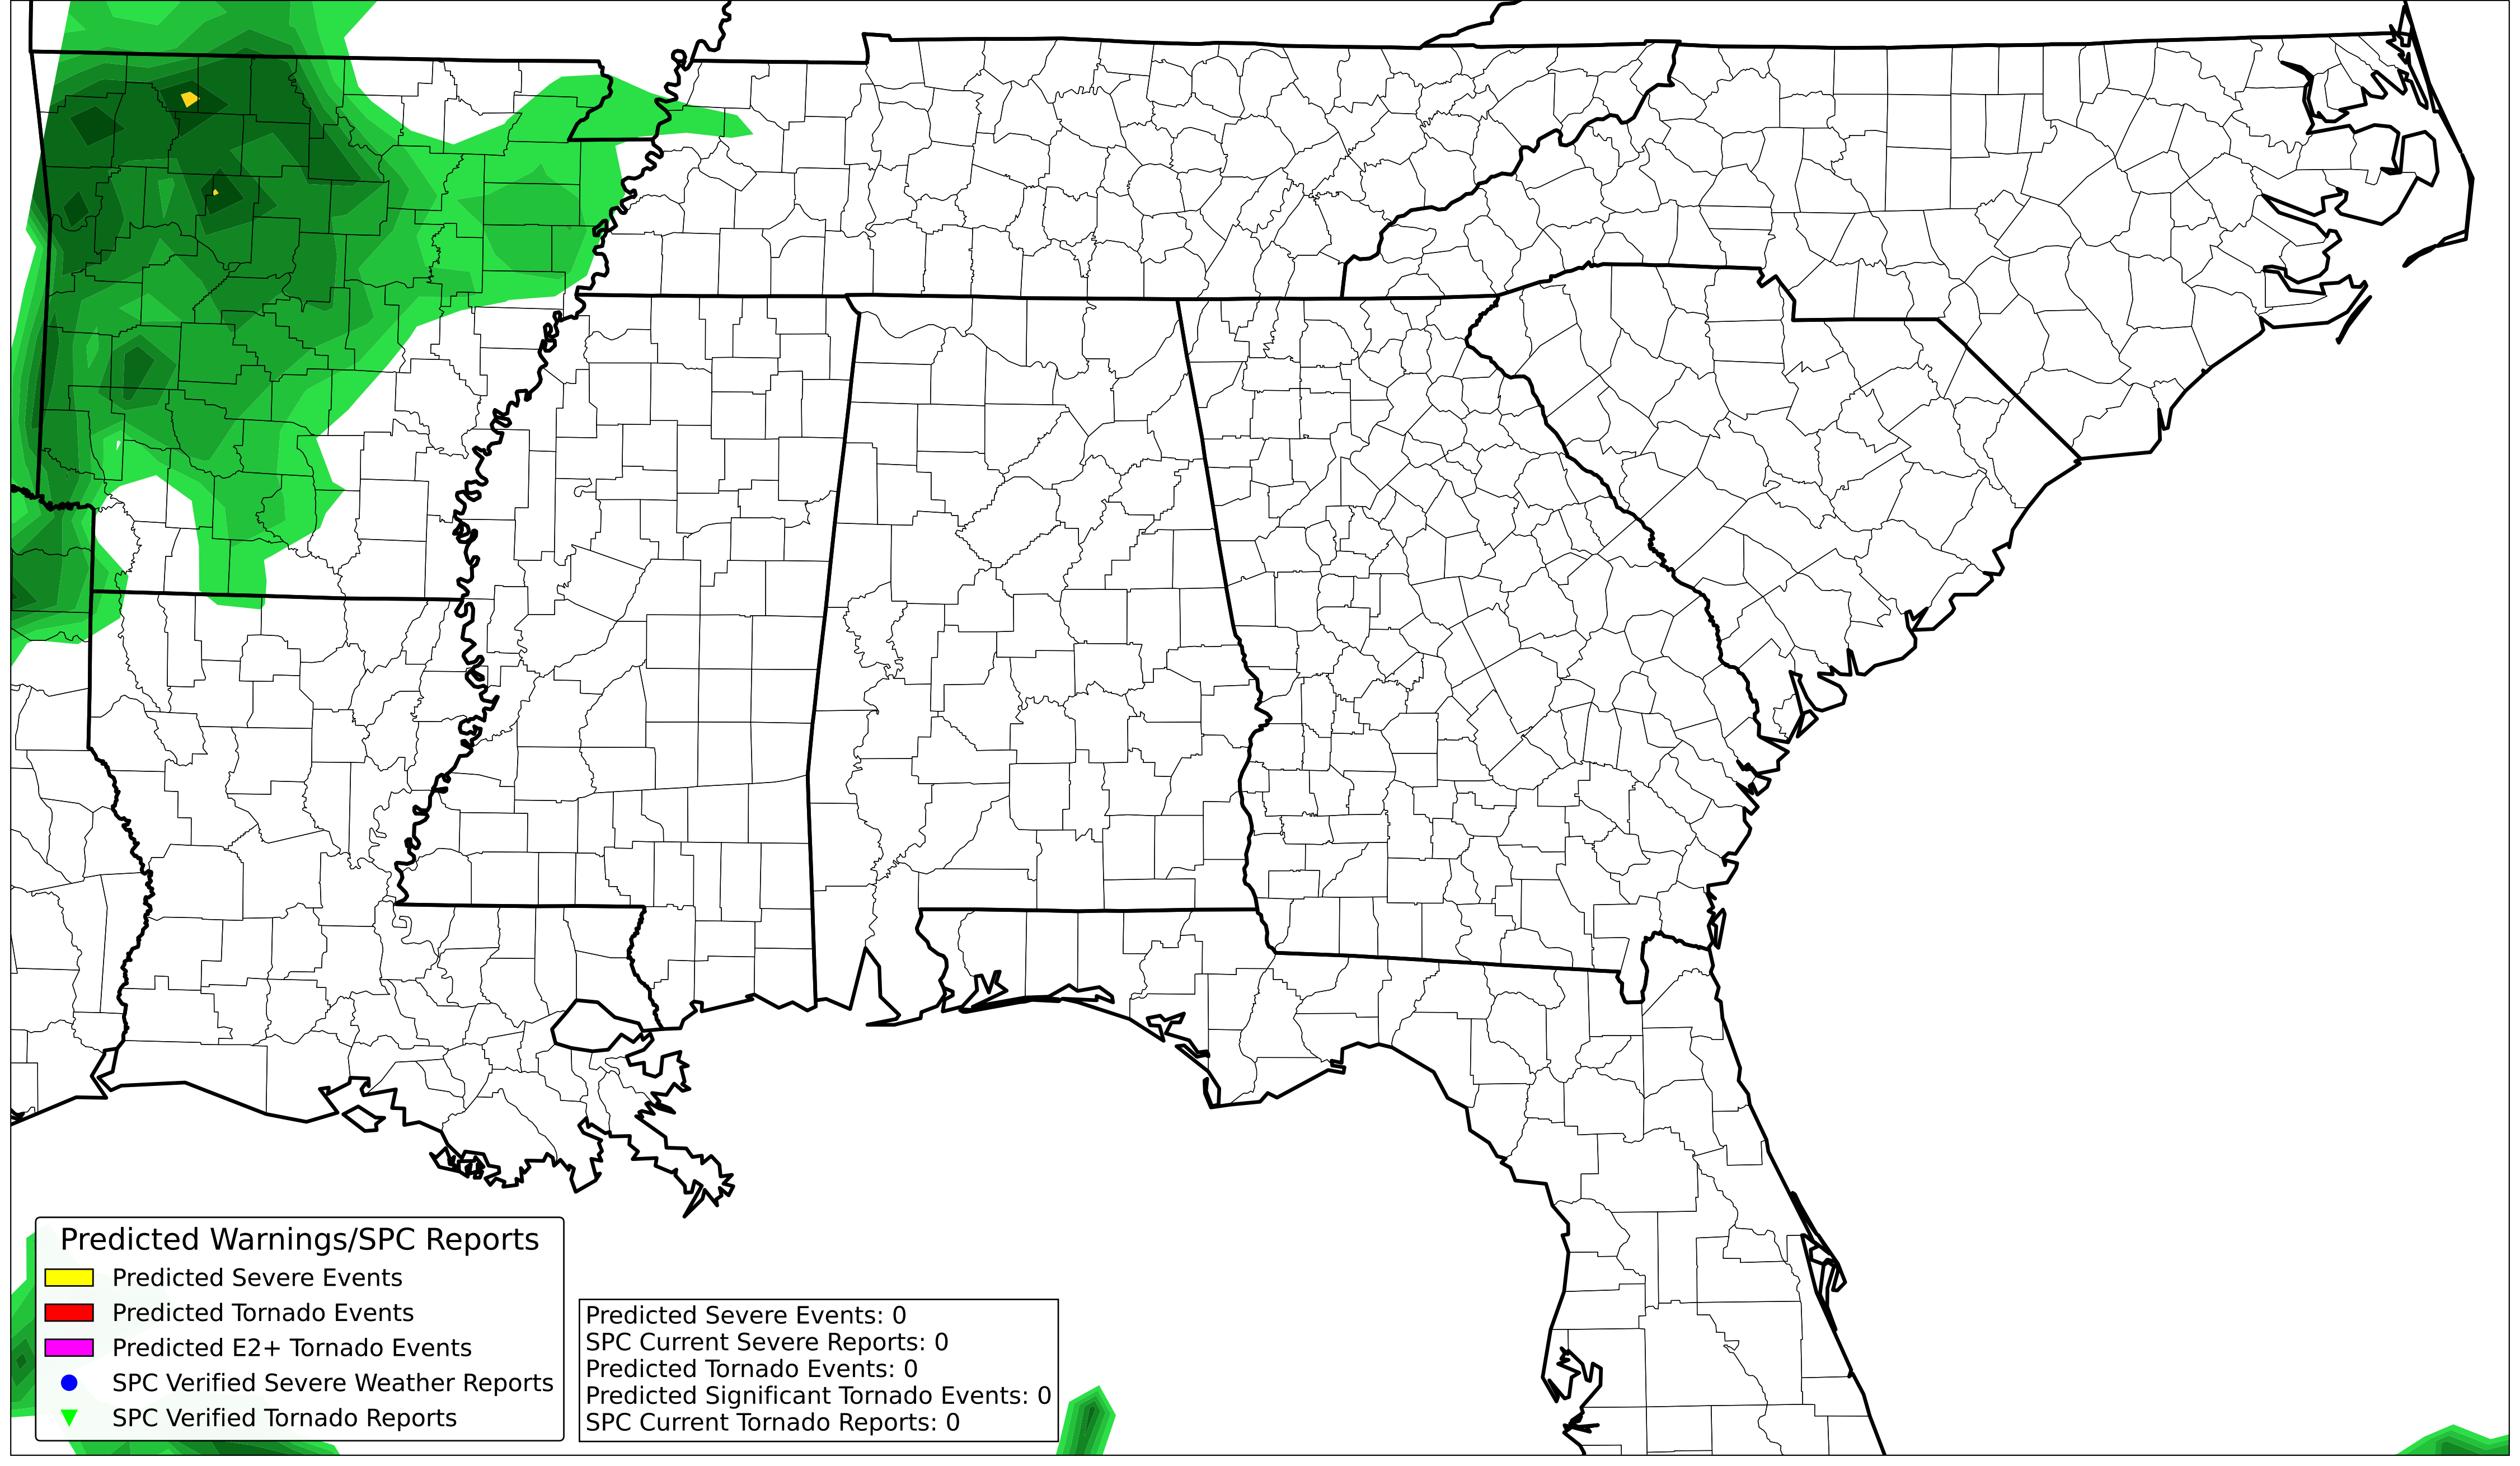 Predicted Warnings/SPC Reports
Predicted Severe Events
Predicted Tornado Events
Predicted E2+ Tornado Events
SPC Verified Severe Weather Reports
SPC Verified Tornado Reports
Predicted Severe Events: 0
SPC Current Severe Reports: 0
Predicted Tornado Events: 0
Predicted Significant Tornado Events: 0
SPC Current Tornado Reports: 0